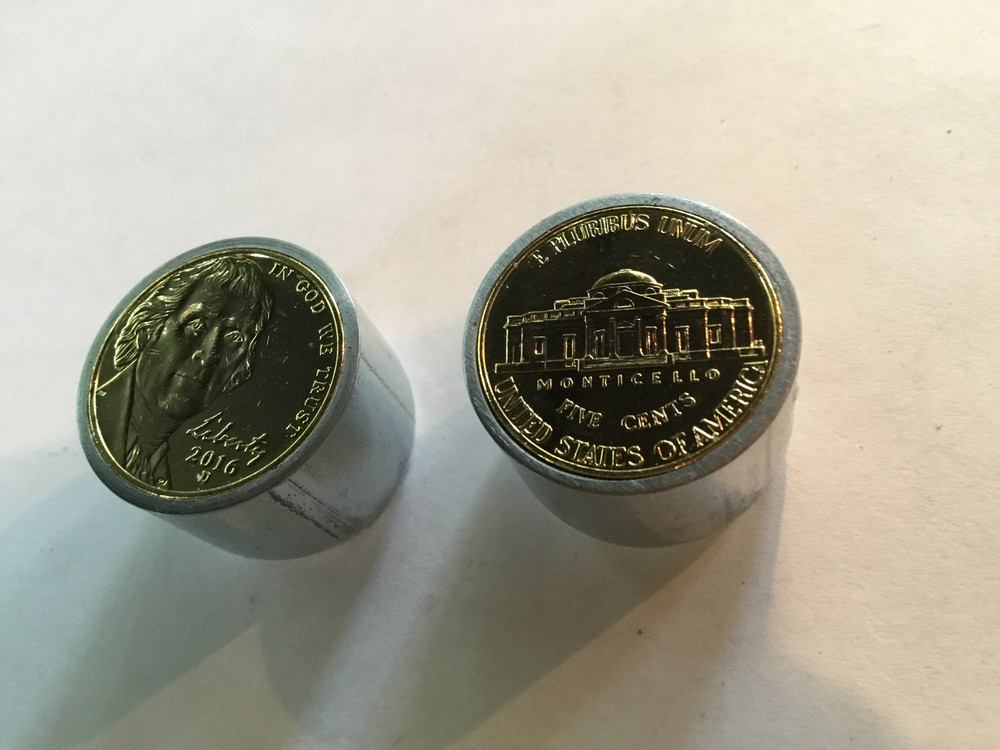 IN GOD WE TRUST
Liberty
2016
E PLURIBUS UNUM
MONTICELLO
FIVE CENTS
UNITED STATES OF AMERICA